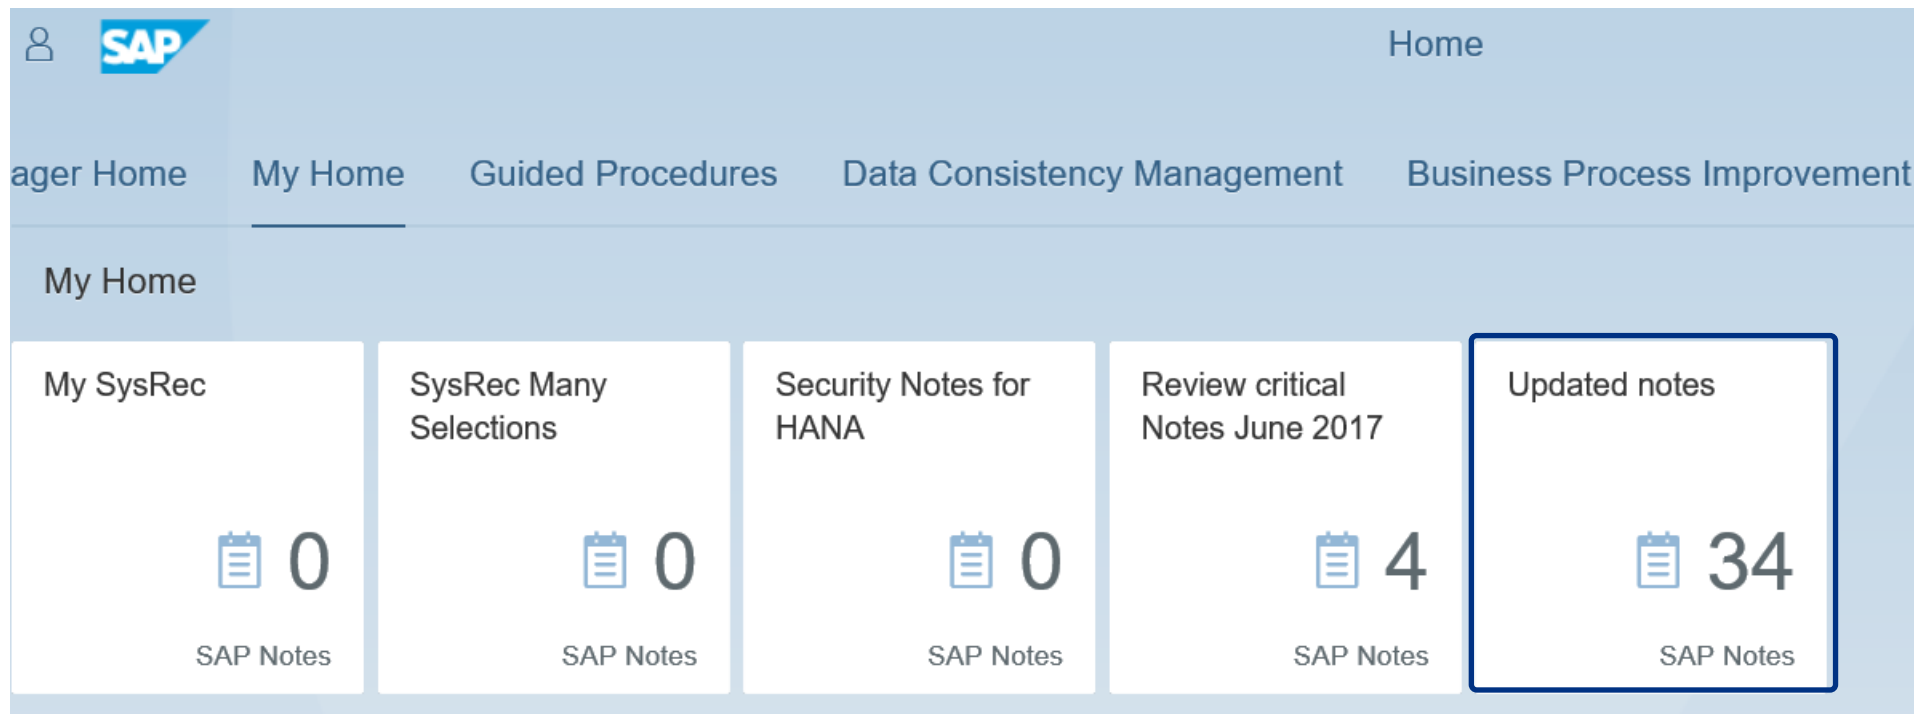 SAP
Home
ager Home
My Home
Guided Procedures
Data Consistency Management
Business Process Improvement
My Home
My SysRec
0
SAP Notes
SysRec Many
Selections
0
SAP Notes
Security Notes for
HANA
0
SAP Notes
Review critical
Notes June 2017
4
SAP Notes
Updated notes
34
SAP Notes